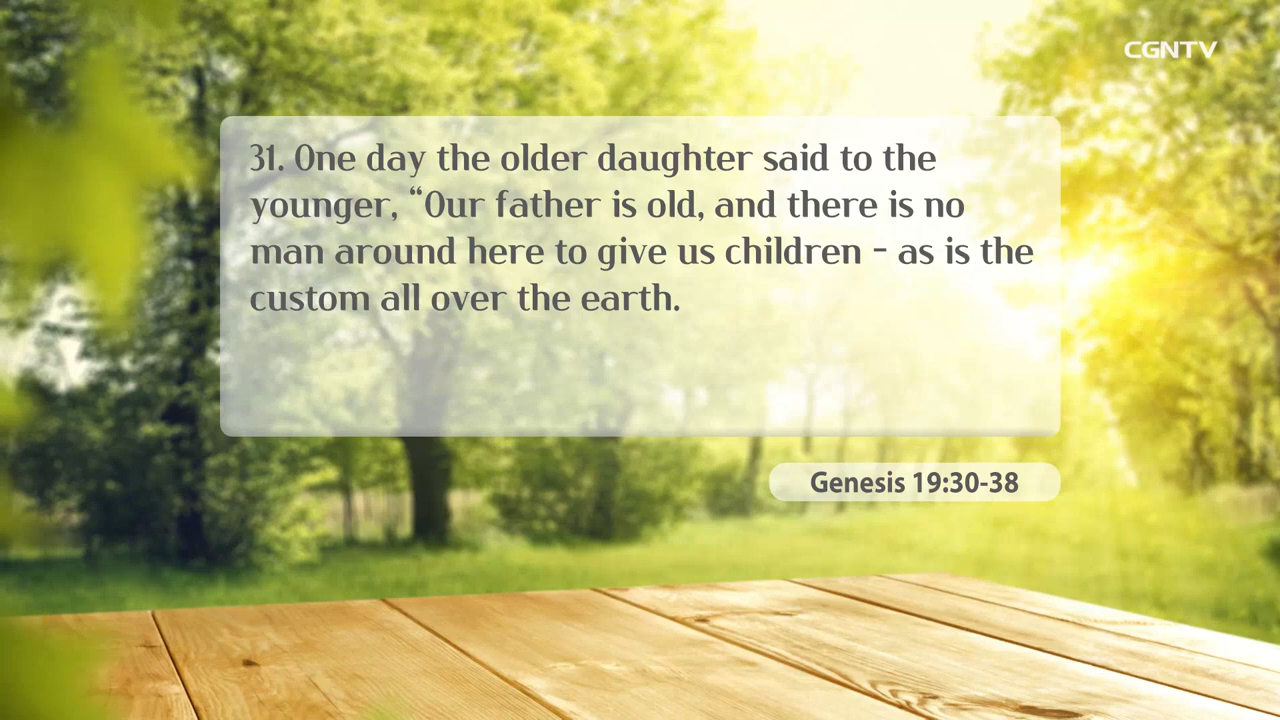 CGNTV
31. One day the older daughter said to the
younger, “Our father is old, and there is no
man around here to give us children - as is the
custom all over the earth.
Genesis 19:30-38